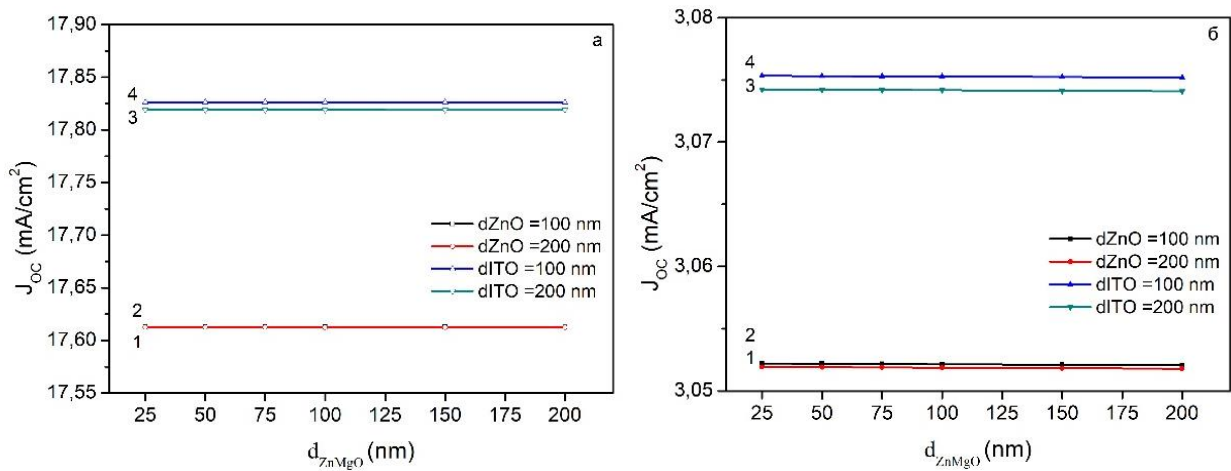 а
J_OC (mA/cm²)
17,90
17,85
17,80
17,75
17,70
17,65
17,60
17,55
4
3
2
1
dZnO =100 nm
dZnO =200 nm
dITO =100 nm
dITO =200 nm
25 50 75 100 125 150 175 200
d_ZnMgO (nm)
б
J_OC (mA/cm²)
3,08
3,07
3,06
3,05
4
3
2
1
dZnO =100 nm
dZnO =200 nm
dITO =100 nm
dITO =200 nm
25 50 75 100 125 150 175 200
d_ZnMgO (nm)